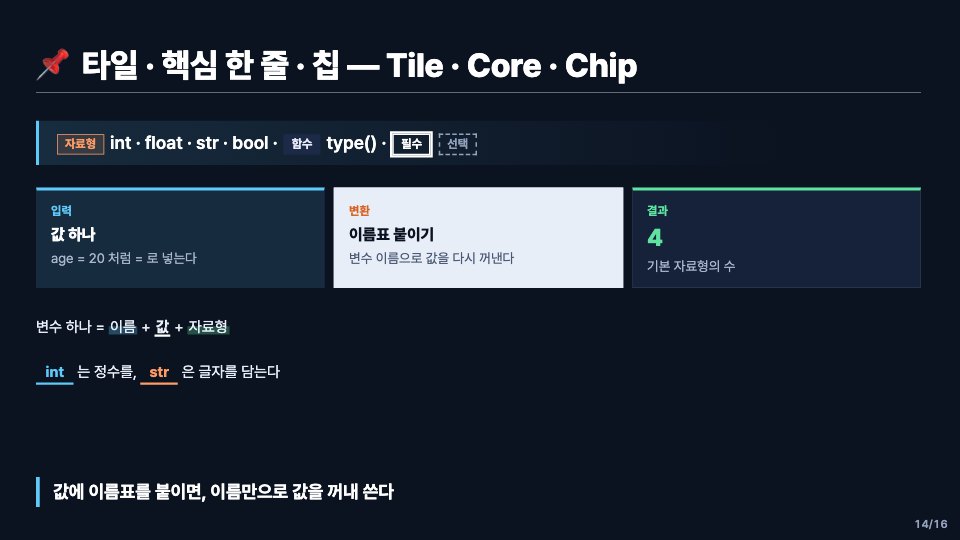 📌 타일 · 핵심 한 줄 · 칩 — Tile · Core · Chip
자료형 int · float · str · bool · 함수 type() · 필수 선택
입력
값 하나
age = 20 처럼 = 로 넣는다
변환
이름표 붙이기
변수 이름으로 값을 다시 꺼낸다
결과
4
기본 자료형의 수
변수 하나 = 이름 + 값 + 자료형
int 는 정수를, str 은 글자를 담는다
값에 이름표를 붙이면, 이름만으로 값을 꺼내 쓴다
14/16